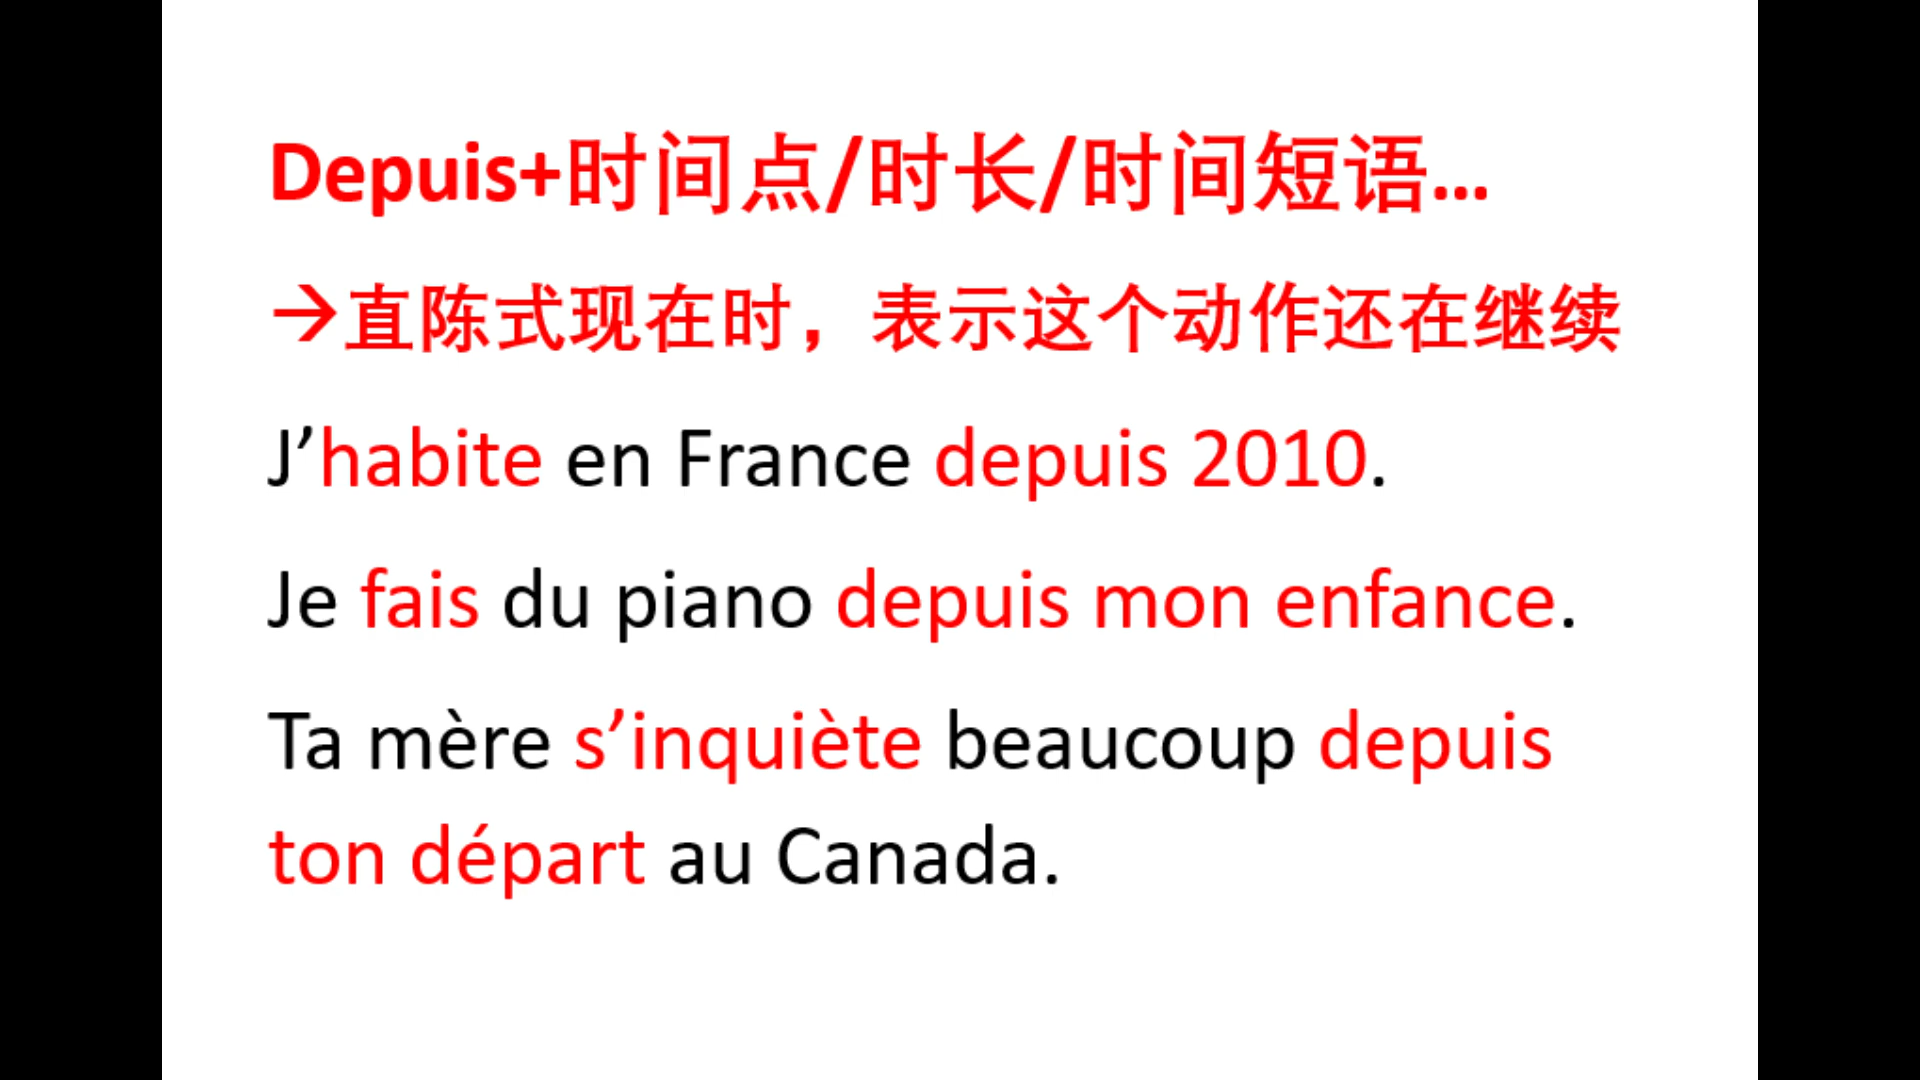 Depuis+时间点/时长/时间短语...
→直陈式现在时，表示这个动作还在继续
J’habite en France depuis 2010.
Je fais du piano depuis mon enfance.
Ta mère s’inquiète beaucoup depuis
ton départ au Canada.